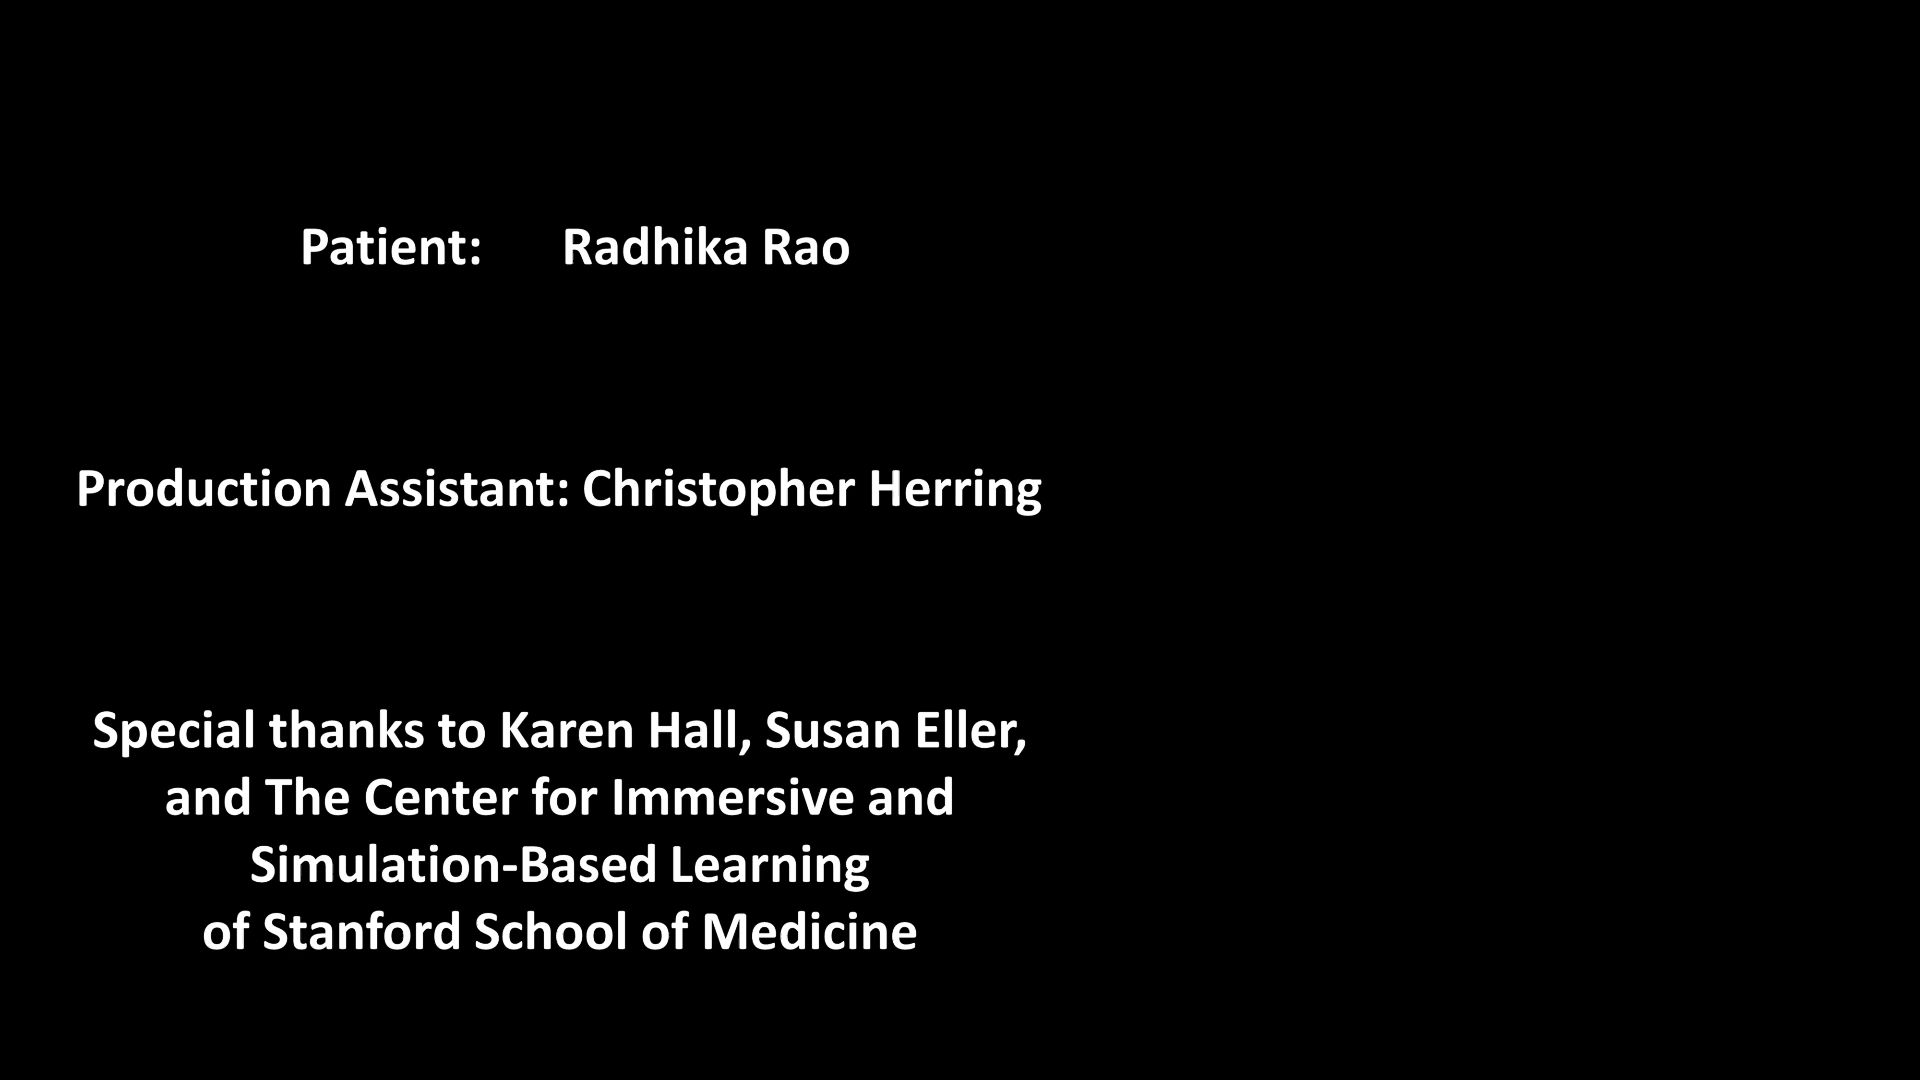 Patient: Radhika Rao
Production Assistant: Christopher Herring
Special thanks to Karen Hall, Susan Eller,
and The Center for Immersive and
Simulation-Based Learning
of Stanford School of Medicine